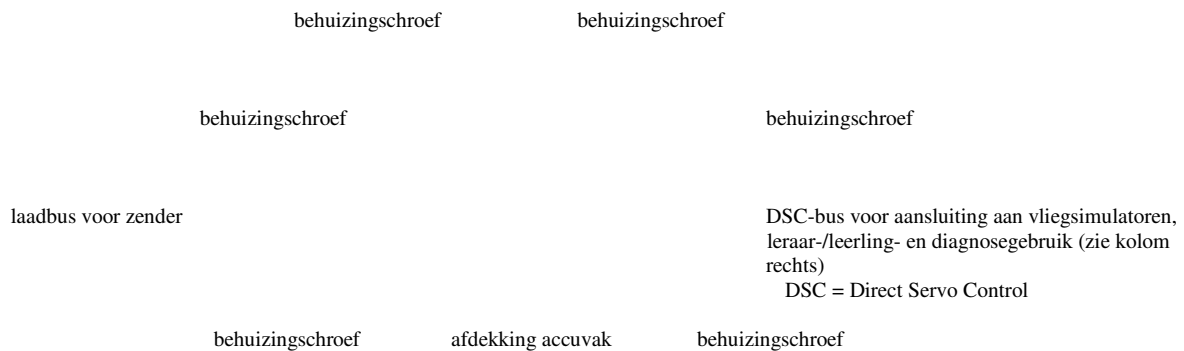 behuizingschroef behuizingschroef
behuizingschroef behuizingschroef
laadbus voor zender
DSC-bus voor aansluiting aan vliegsimulatoren,
leraar-/leerling- en diagnosegebruik (zie kolom
rechts)
DSC = Direct Servo Control
behuizingschroef afdekking accuvak behuizingschroef